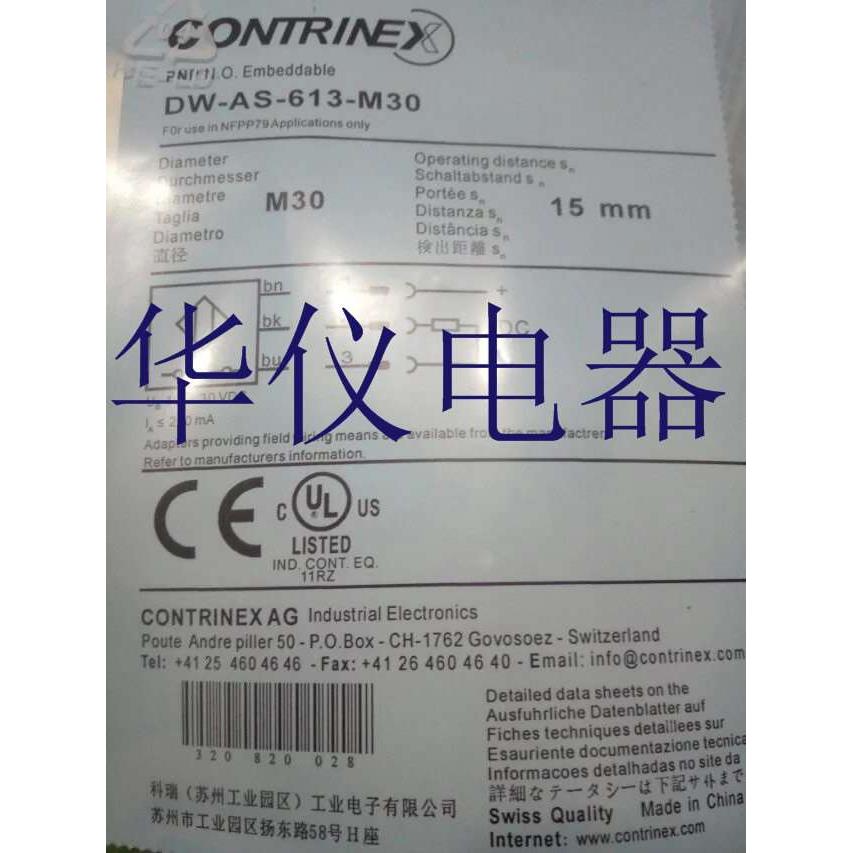 CONTRINEX
N.O. Embeddable
DW-AS-613-M30
F0r use in NFPP79 Applications only
Diameter
Durchmesser
Diametre
Taglia
Diametro
直径
M30
Operating distance sn
Schaltabstand sn
Portée sn
Distanza sn
Distância sn
検出距離 sn
15 mm
bn
bk
bu
3
+
DC
华仪电器
Adapters providing field wiring means are available from the manufactrer
Refer to manufacturers information.
CE
C UL US
®
LISTED
IND. CONT. EQ.
11RZ
CONTRINEX AG Industrial Electronics
Poute Andre piller 50 - P.O.Box - CH-1762 Govosoez - Switzerland
Tel: +41 25 460 46 46 - Fax: +41 26 460 46 40 - Email: info@contrinex.com
320 820 028
Detailed data sheets on the
Ausfuhrliche Datenblatter auf
Fiches techniques detaillees sur
Esauriente documentazione tecnica
Informacoes detalhadas no site da
詳細なテータシーは下記サ仆まで
Swiss Quality Made in China
Internet: www.contrinex.com
科瑞（苏州工业园区）工业电子有限公司
苏州市工业园区扬东路58号H座